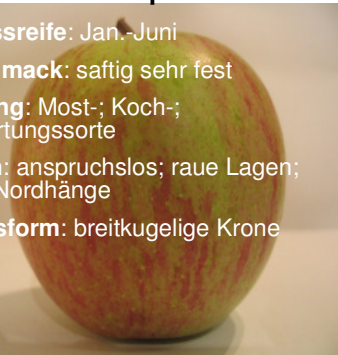 ssreife: Jan.-Juni
mack: saftig sehr fest
ng: Most-; Koch-;
rtungssorte
: anspruchslos; raue Lagen;
Nordhänge
sform: breitkugelige Krone